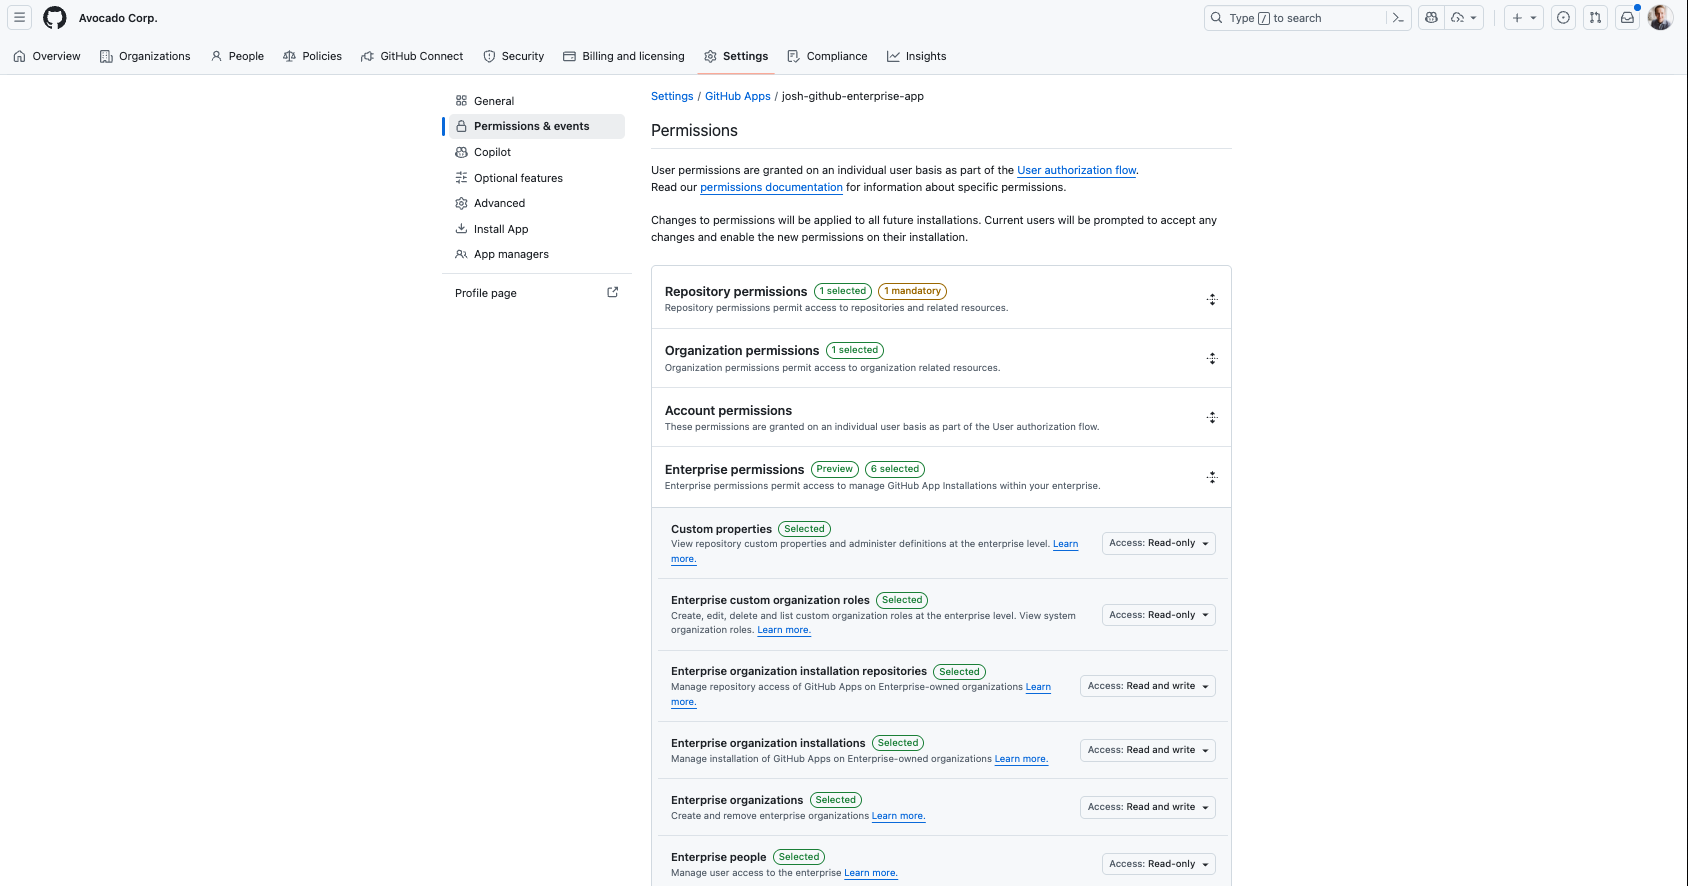 Avocado Corp.
Type / to search
Overview
Organizations
People
Policies
GitHub Connect
Security
Billing and licensing
Settings
Compliance
Insights
General
Permissions & events
Copilot
Optional features
Advanced
Install App
App managers
Profile page
Settings / GitHub Apps / josh-github-enterprise-app
Permissions
User permissions are granted on an individual user basis as part of the User authorization flow.
Read our permissions documentation for information about specific permissions.
Changes to permissions will be applied to all future installations. Current users will be prompted to accept any
changes and enable the new permissions on their installation.
Repository permissions 1 selected 1 mandatory
Repository permissions permit access to repositories and related resources.
Organization permissions 1 selected
Organization permissions permit access to organization related resources.
Account permissions
These permissions are granted on an individual user basis as part of the User authorization flow.
Enterprise permissions Preview 6 selected
Enterprise permissions permit access to manage GitHub App Installations within your enterprise.
Custom properties Selected
View repository custom properties and administer definitions at the enterprise level. Learn
more.
Access: Read-only
Enterprise custom organization roles Selected
Create, edit, delete and list custom organization roles at the enterprise level. View system
organization roles. Learn more.
Access: Read-only
Enterprise organization installation repositories Selected
Manage repository access of GitHub Apps on Enterprise-owned organizations Learn
more.
Access: Read and write
Enterprise organization installations Selected
Manage installation of GitHub Apps on Enterprise-owned organizations Learn more.
Access: Read and write
Enterprise organizations Selected
Create and remove enterprise organizations Learn more.
Access: Read and write
Enterprise people Selected
Manage user access to the enterprise Learn more.
Access: Read-only